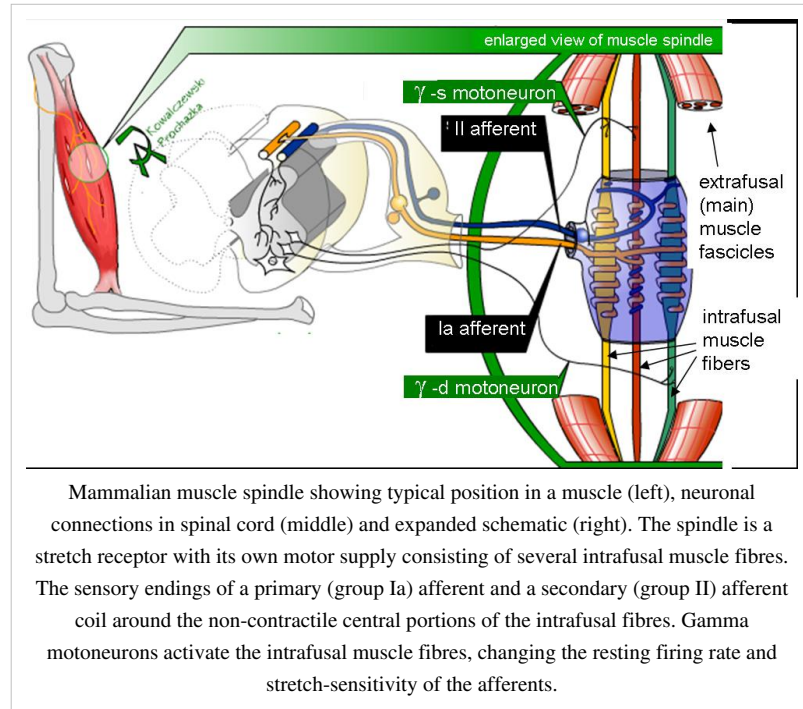 enlarged view of muscle spindle
γ -s motoneuron
II afferent
Kowalczewski
Prochazka
extrafusal
(main)
muscle
fascicles
Ia afferent
intrafusal
muscle
fibers
γ -d motoneuron
Mammalian muscle spindle showing typical position in a muscle (left), neuronal
connections in spinal cord (middle) and expanded schematic (right). The spindle is a
stretch receptor with its own motor supply consisting of several intrafusal muscle fibres.
The sensory endings of a primary (group Ia) afferent and a secondary (group II) afferent
coil around the non-contractile central portions of the intrafusal fibres. Gamma
motoneurons activate the intrafusal muscle fibres, changing the resting firing rate and
stretch-sensitivity of the afferents.